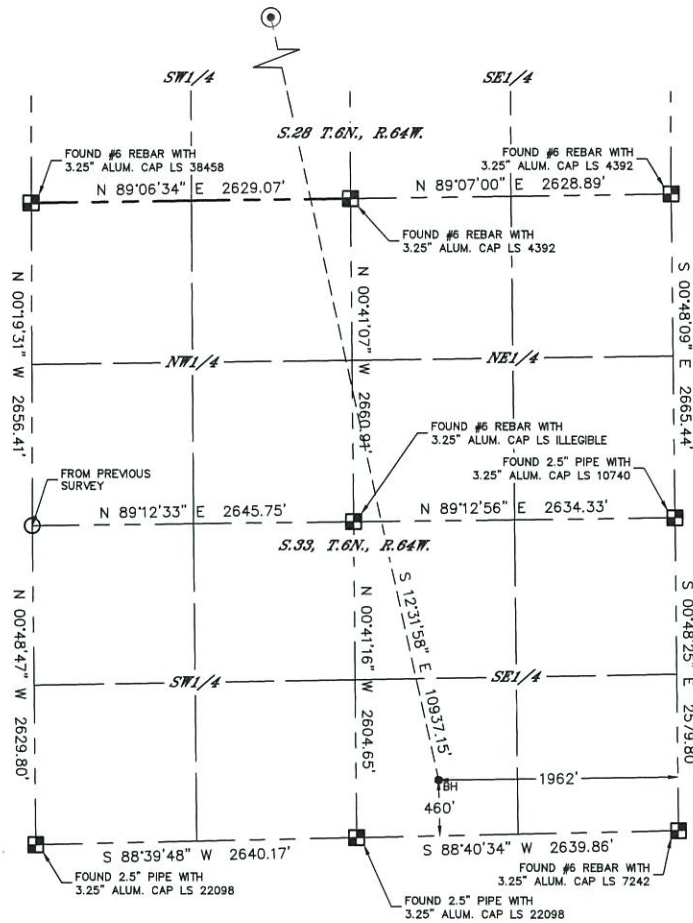 SW1/4
SE1/4
S.28 T.6N., R.64W.
FOUND #6 REBAR WITH
3.25" ALUM. CAP LS 38458
FOUND #6 REBAR WITH
3.25" ALUM. CAP LS 4392
N 89°06'34" E 2629.07'
N 89°07'00" E 2628.89'
FOUND #6 REBAR WITH
3.25" ALUM. CAP LS 4392
N 00°19'31" W 2656.41'
N 00°41'07" W 2660.91'
S 00°48'09" E 2665.44'
NW1/4
NE1/4
FOUND #6 REBAR WITH
3.25" ALUM. CAP LS ILLEGIBLE
FOUND 2.5" PIPE WITH
3.25" ALUM. CAP LS 10740
FROM PREVIOUS
SURVEY
N 89°12'33" E 2645.75'
N 89°12'56" E 2634.33'
S.33, T.6N., R.64W.
N 00°48'47" W 2629.80'
N 00°41'16" W 2604.65'
S 12°31'58" E 10937.15'
S 00°48'25" E 2579.80
SW1/4
SE1/4
BH
1962'
460'
S 88°39'48" W 2640.17'
S 88°40'34" W 2639.86'
FOUND 2.5" PIPE WITH
3.25" ALUM. CAP LS 22098
FOUND 2.5" PIPE WITH
3.25" ALUM. CAP LS 22098
FOUND #6 REBAR WITH
3.25" ALUM. CAP LS 7242